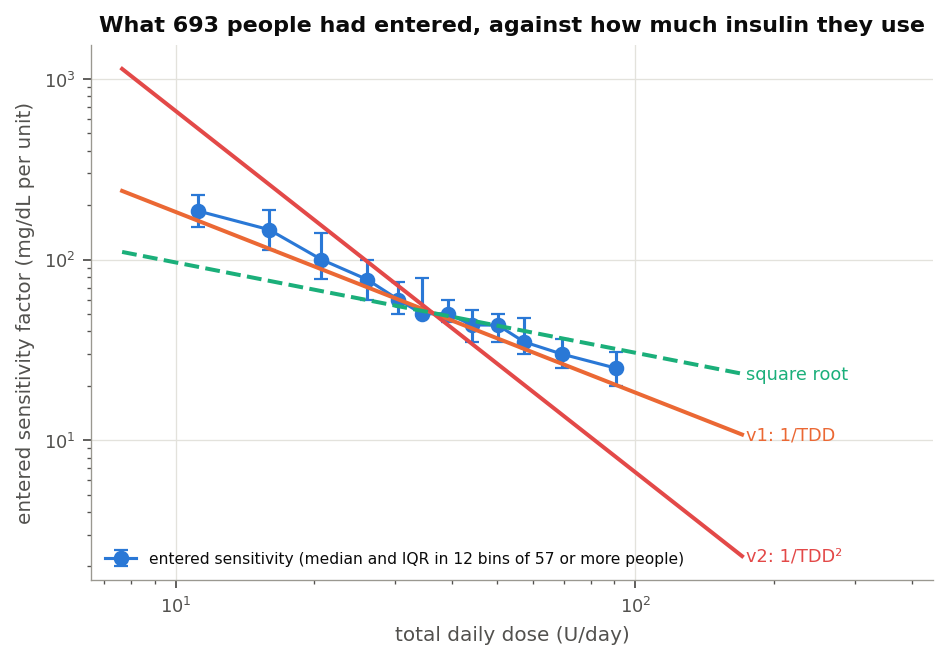 What 693 people had entered, against how much insulin they use
entered sensitivity factor (mg/dL per unit)
10³
10²
10¹
square root
v1: 1/TDD
v2: 1/TDD²
entered sensitivity (median and IQR in 12 bins of 57 or more people)
10¹
10²
total daily dose (U/day)